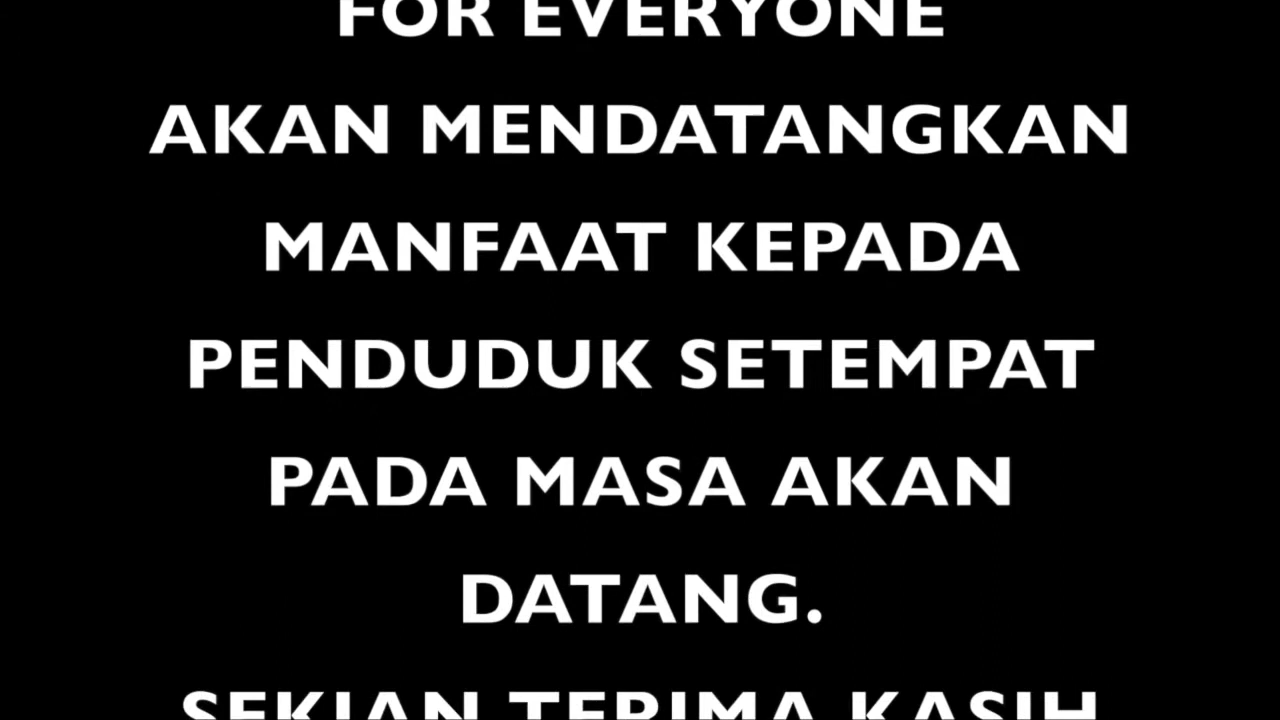 FOR EVERYONE
AKAN MENDATANGKAN
MANFAAT KEPADA
PENDUDUK SETEMPAT
PADA MASA AKAN
DATANG.
SEKIAN TERIMA KASIH